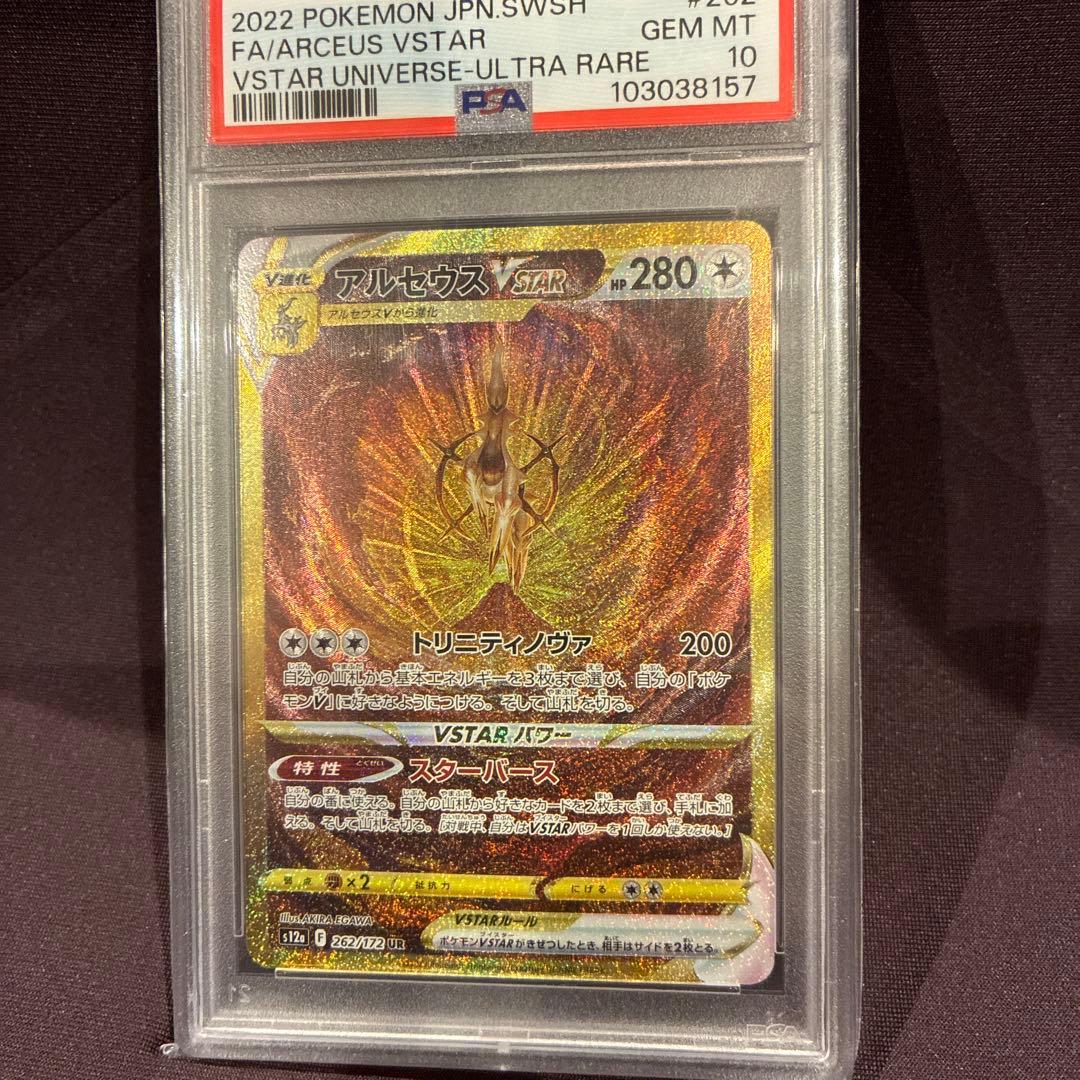 2022 POKEMON JPN.SWSH #262
FA/ARCEUS VSTAR GEM MT
VSTAR UNIVERSE-ULTRA RARE 10
PSA 103038157
V進化 アルセウス VSTAR HP 280
アルセウスVから進化
トリニティノヴァ 200
自分の山札から基本エネルギーを3枚まで選び、自分の「ポケ
モンV」に好きなようにつける。そして山札を切る。
VSTARパワー
特性 スターバース
自分の番に使える。自分の山札から好きなカードを2枚まで選び、手札に加
える。そして山札を切る。[対戦中、自分はVSTARパワーを1回しか使えない。]
弱点 ×2 抵抗力 にげる
Illus. AKIRA EGAWA
VSTARルール
s12a F 262/172 UR
ポケモンVSTARがきぜつしたとき、相手はサイドを2枚とる。